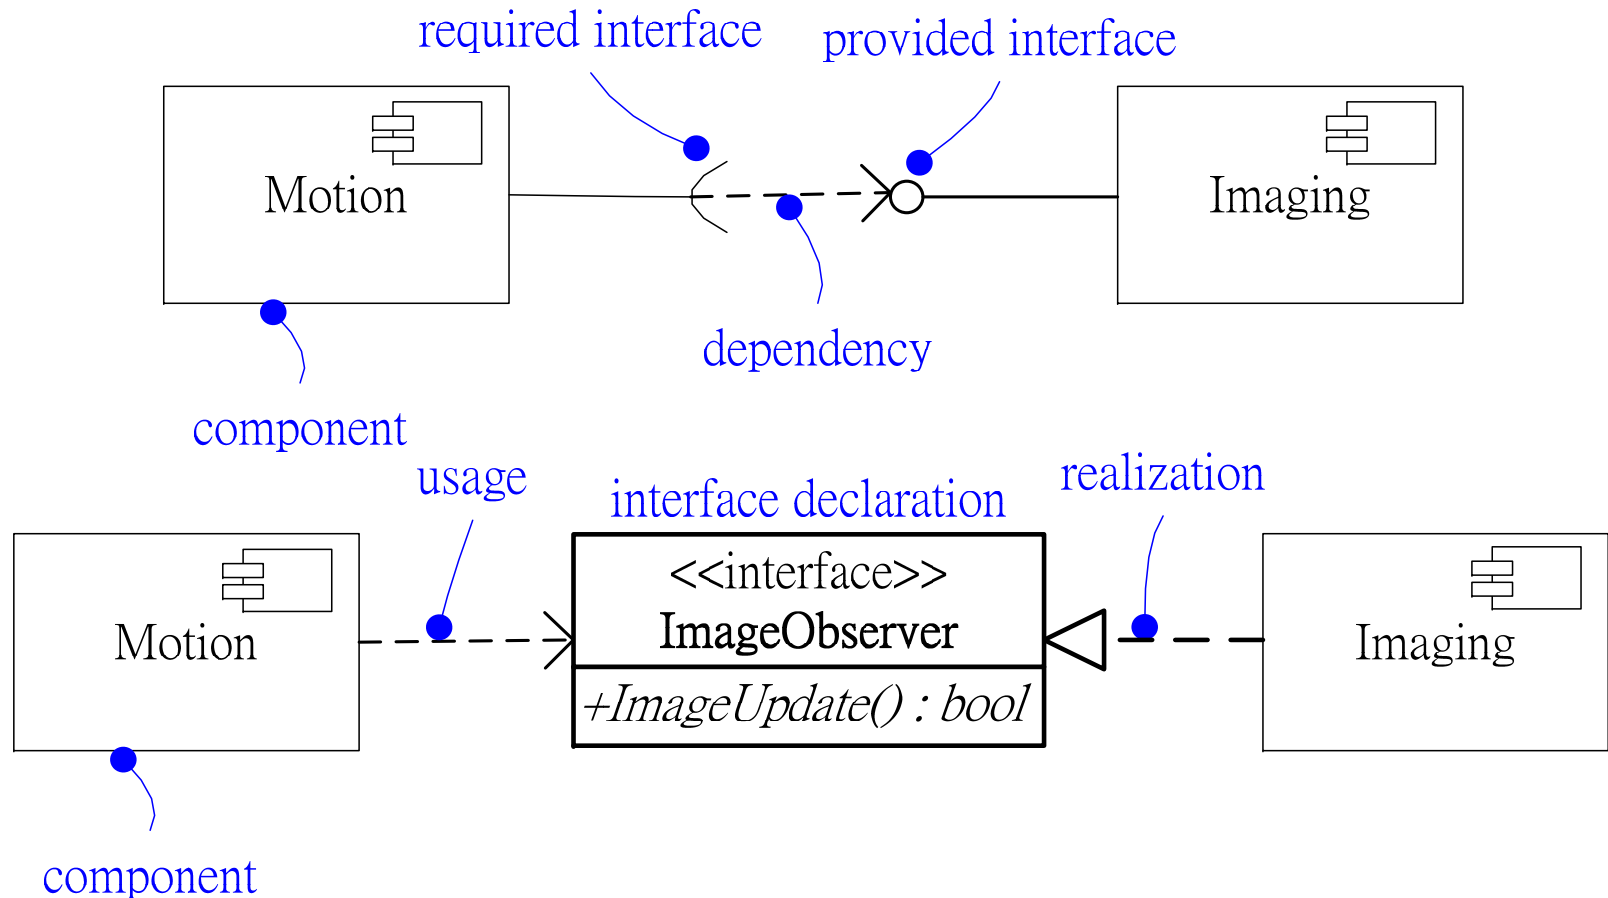 required interface
provided interface
Motion
Imaging
dependency
component
usage
interface declaration
realization
<<interface>>
ImageObserver
Motion
Imaging
+ImageUpdate() : bool
component